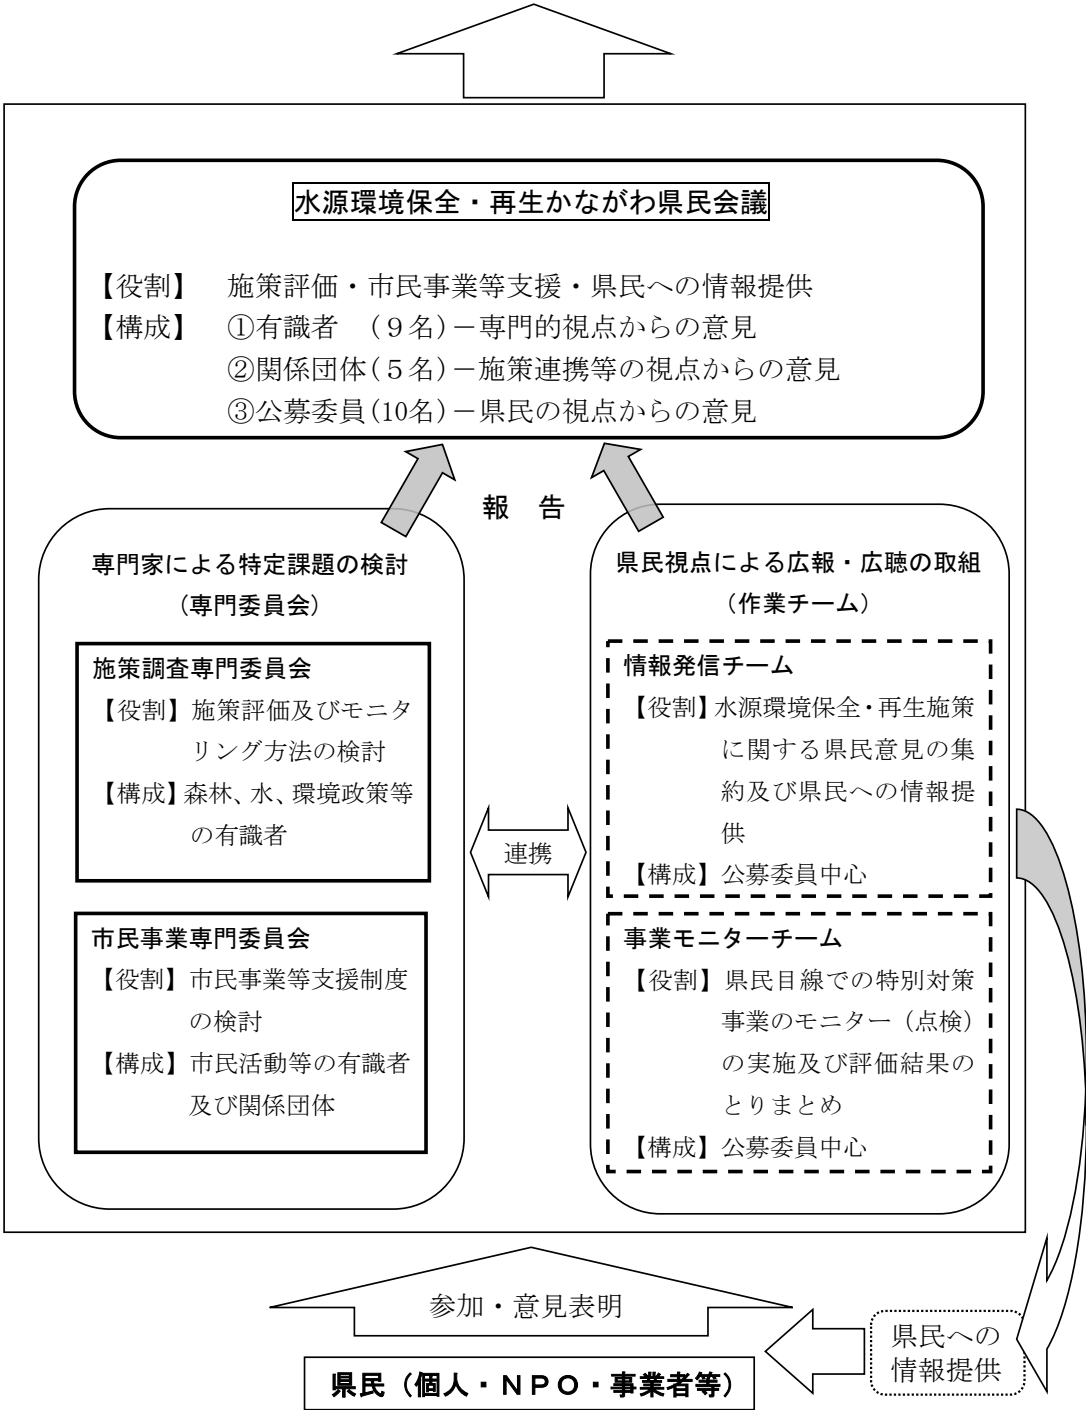 水源環境保全・再生かながわ県民会議
【役割】 施策評価・市民事業等支援・県民への情報提供
【構成】 ①有識者 (９名)－専門的視点からの意見
②関係団体(５名)－施策連携等の視点からの意見
③公募委員(10名)－県民の視点からの意見
報 告
専門家による特定課題の検討
(専門委員会)
施策調査専門委員会
【役割】施策評価及びモニタ
リング方法の検討
【構成】森林、水、環境政策等
の有識者
市民事業専門委員会
【役割】市民事業等支援制度
の検討
【構成】市民活動等の有識者
及び関係団体
連携
県民視点による広報・広聴の取組
(作業チーム)
情報発信チーム
【役割】水源環境保全・再生施策
に関する県民意見の集
約及び県民への情報提
供
【構成】公募委員中心
事業モニターチーム
【役割】県民目線での特別対策
事業のモニター（点検）
の実施及び評価結果の
とりまとめ
【構成】公募委員中心
参加・意見表明
県民への
情報提供
県民（個人・ＮＰＯ・事業者等）